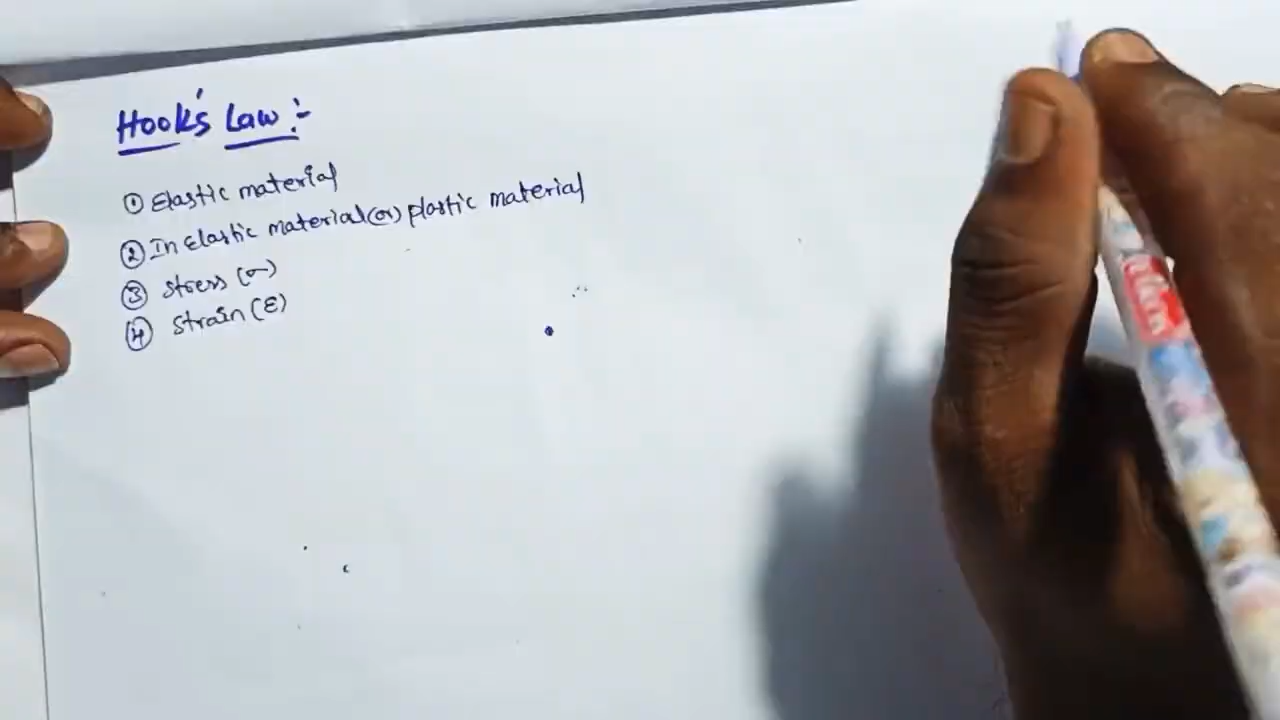 Hook's Law :-
① Elastic material
② In Elastic material (or) plastic material
③ Stress (σ)
④ Strain (ε)